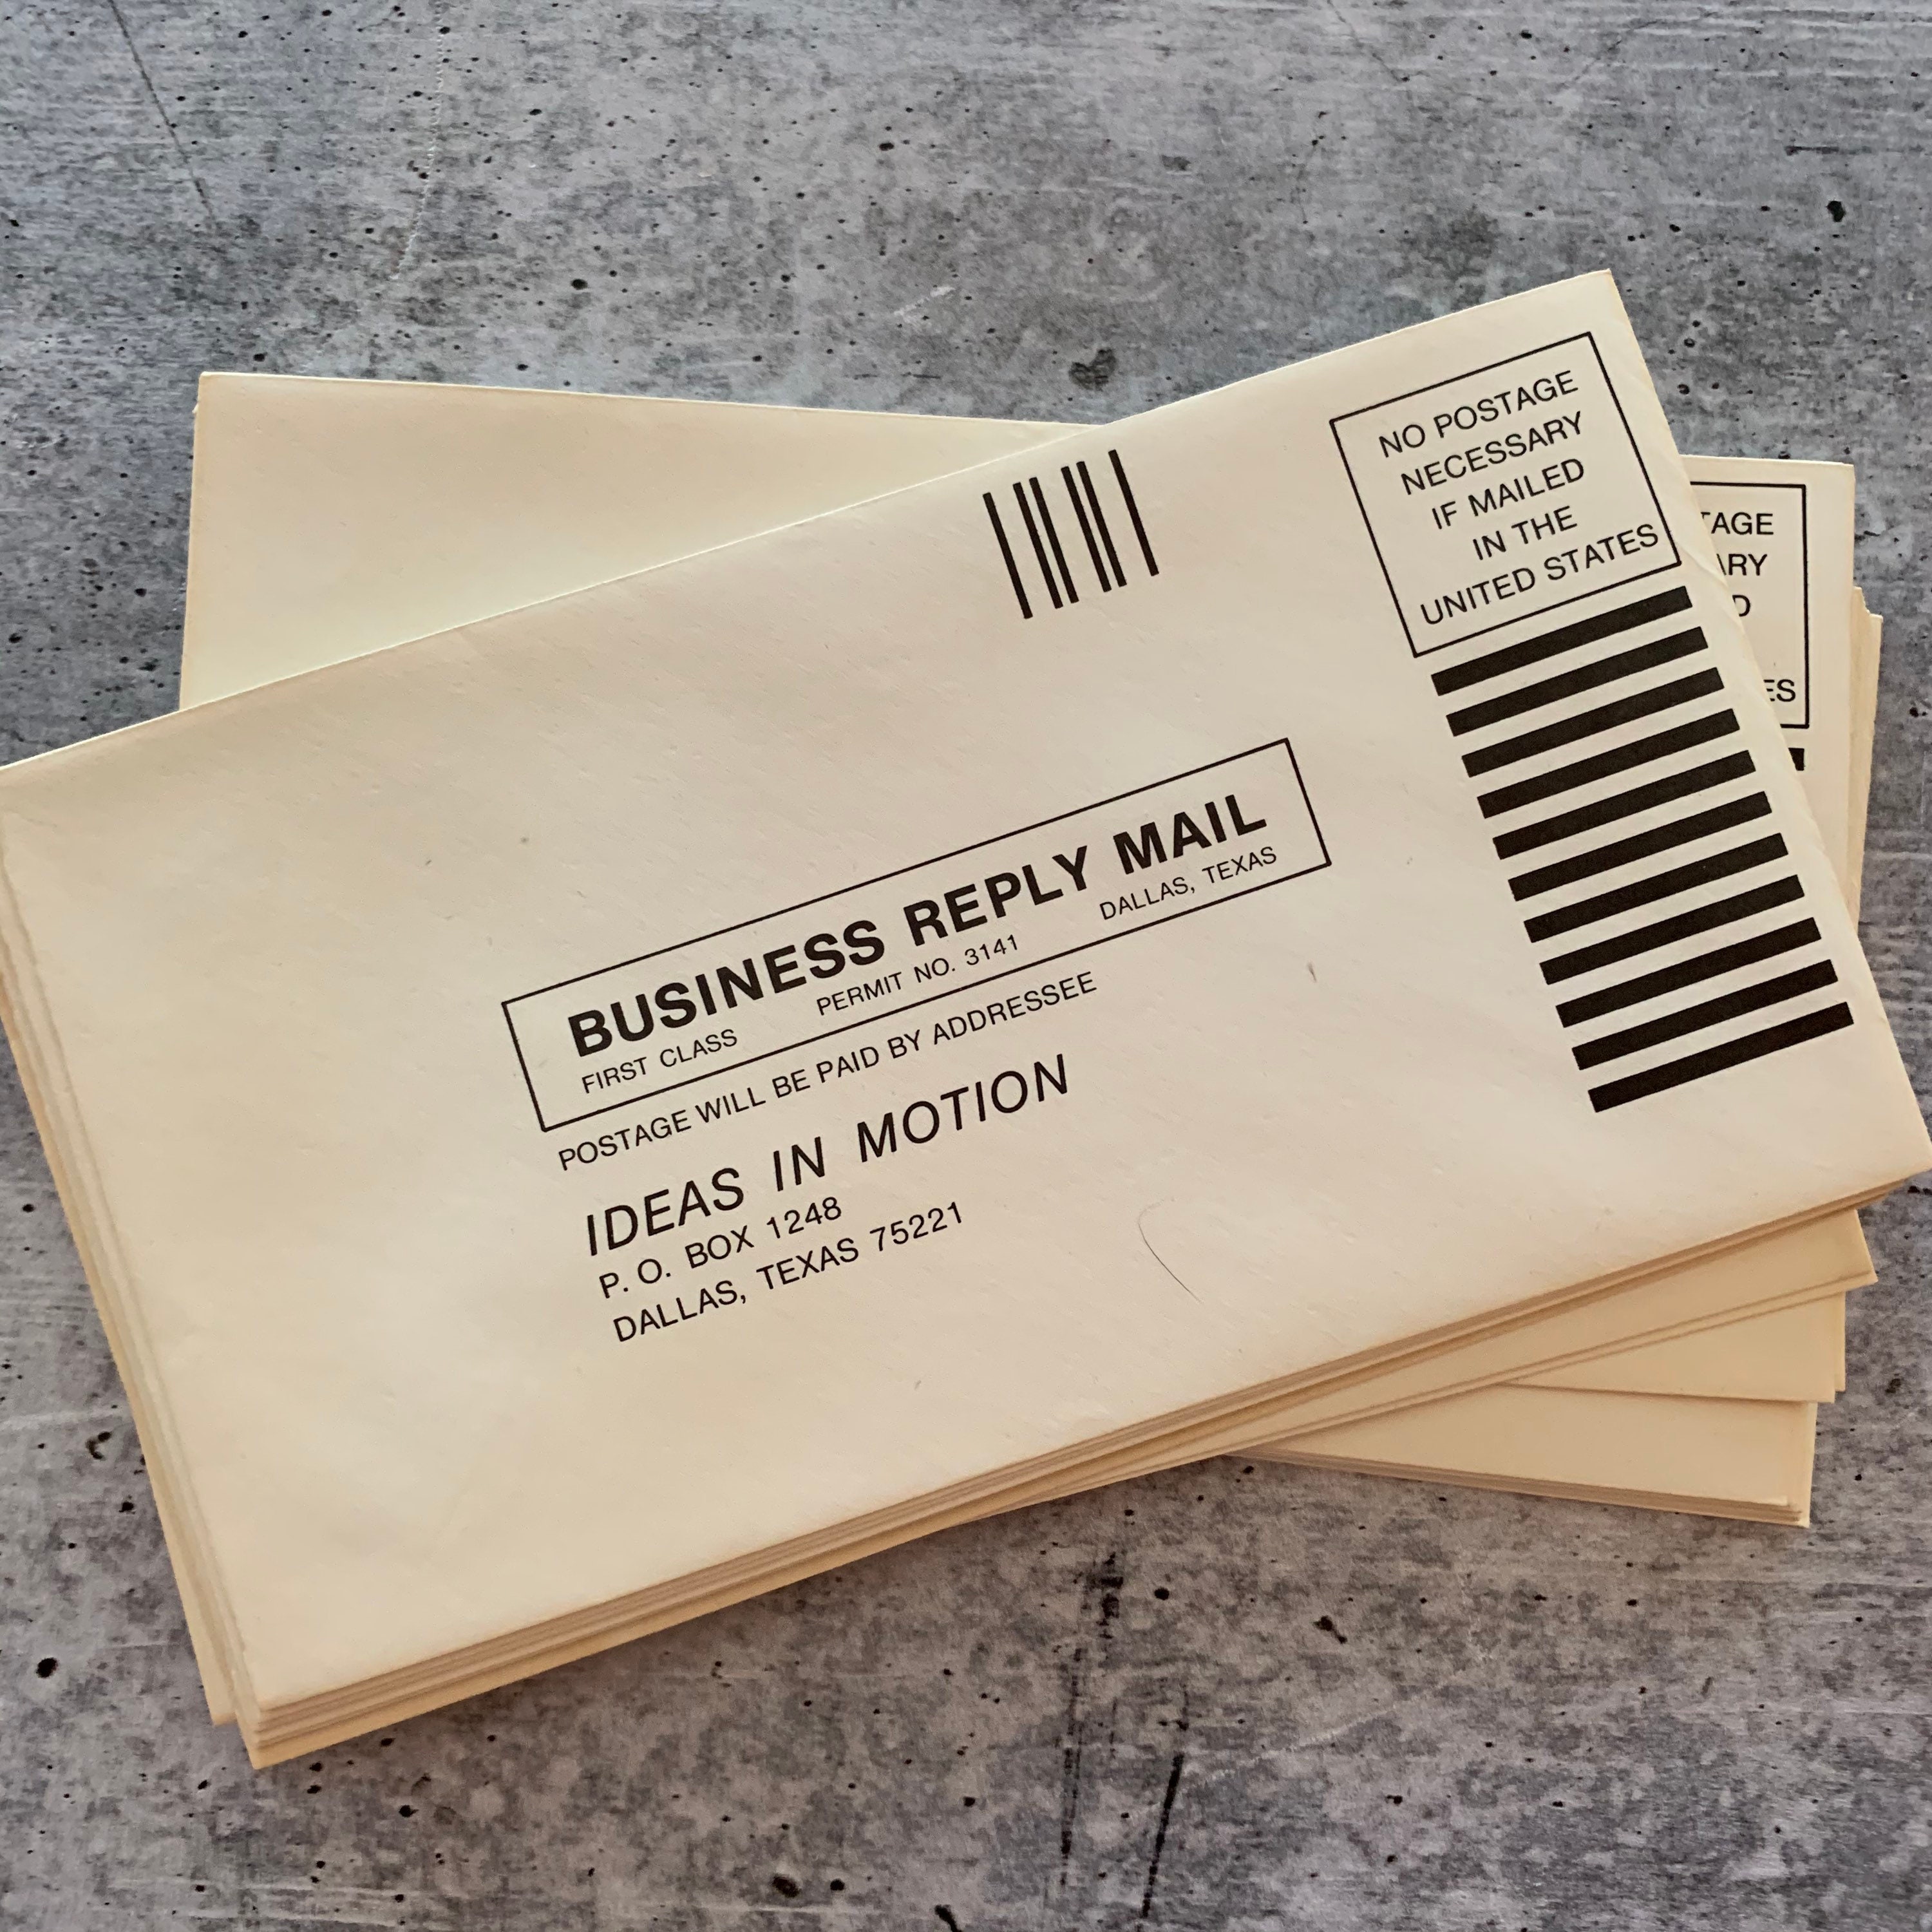 NO POSTAGE
NECESSARY
IF MAILED
IN THE
UNITED STATES
BUSINESS REPLY MAIL
FIRST CLASS PERMIT NO. 3141 DALLAS, TEXAS
POSTAGE WILL BE PAID BY ADDRESSEE
IDEAS IN MOTION
P. O. BOX 1248
DALLAS, TEXAS 75221